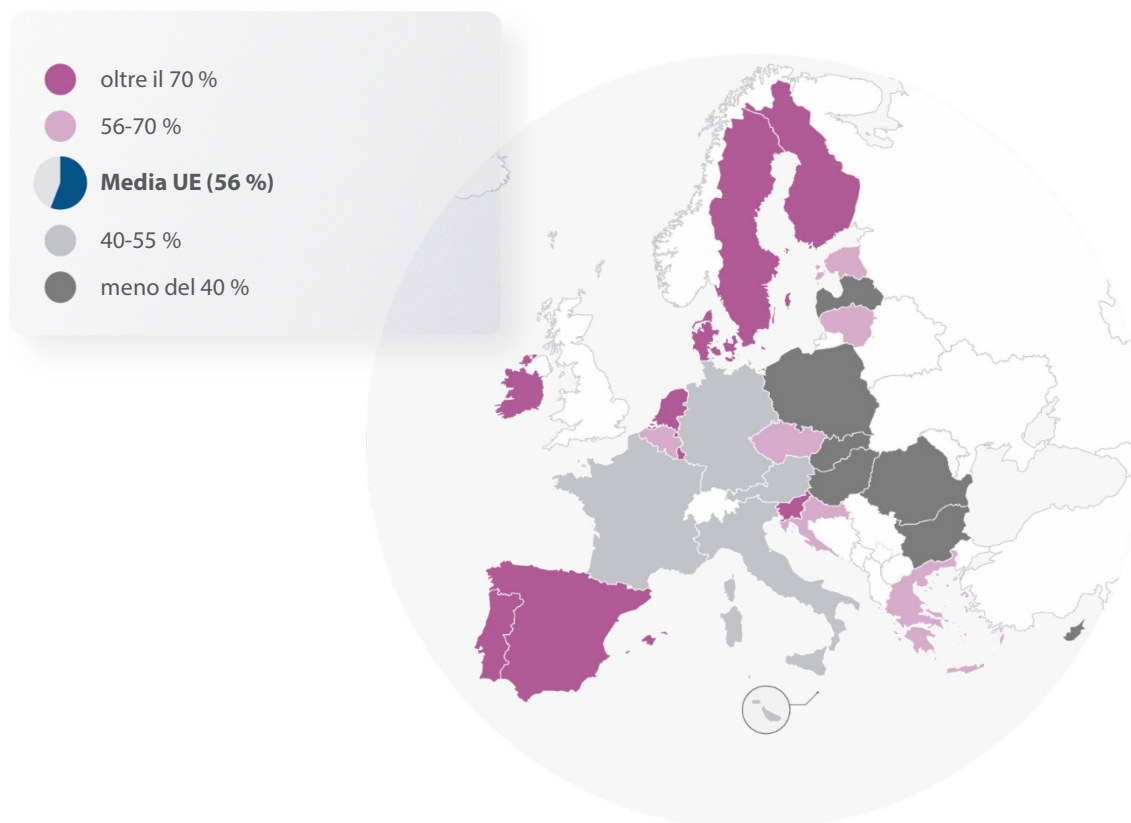 oltre il 70 %
56-70 %
Media UE (56 %)
40-55 %
meno del 40 %